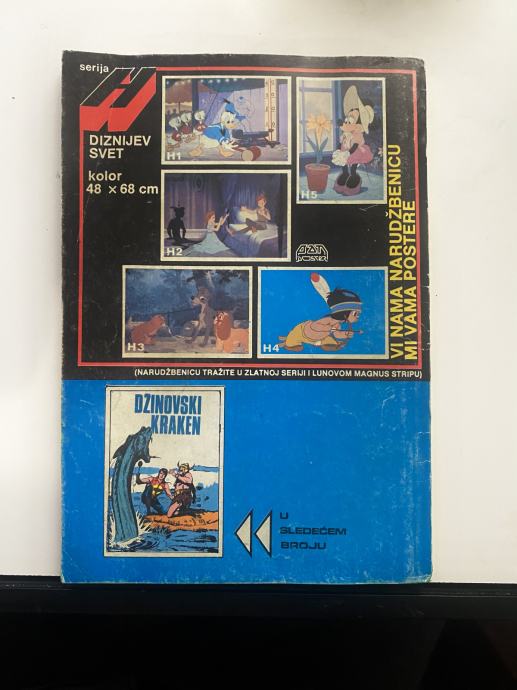 serija
H
DIZNIJEV
SVET
kolor
48 × 68 cm
H1
H5
H2
H3
H4
VI NAMA NARUDŽBENICU
MI VAMA POSTERE
(NARUDŽBENICU TRAŽITE U ZLATNOJ SERIJI I LUNOVOM MAGNUS STRIPU)
DŽINOVSKI
KRAKEN
U
SLEDEĆEM
BROJU